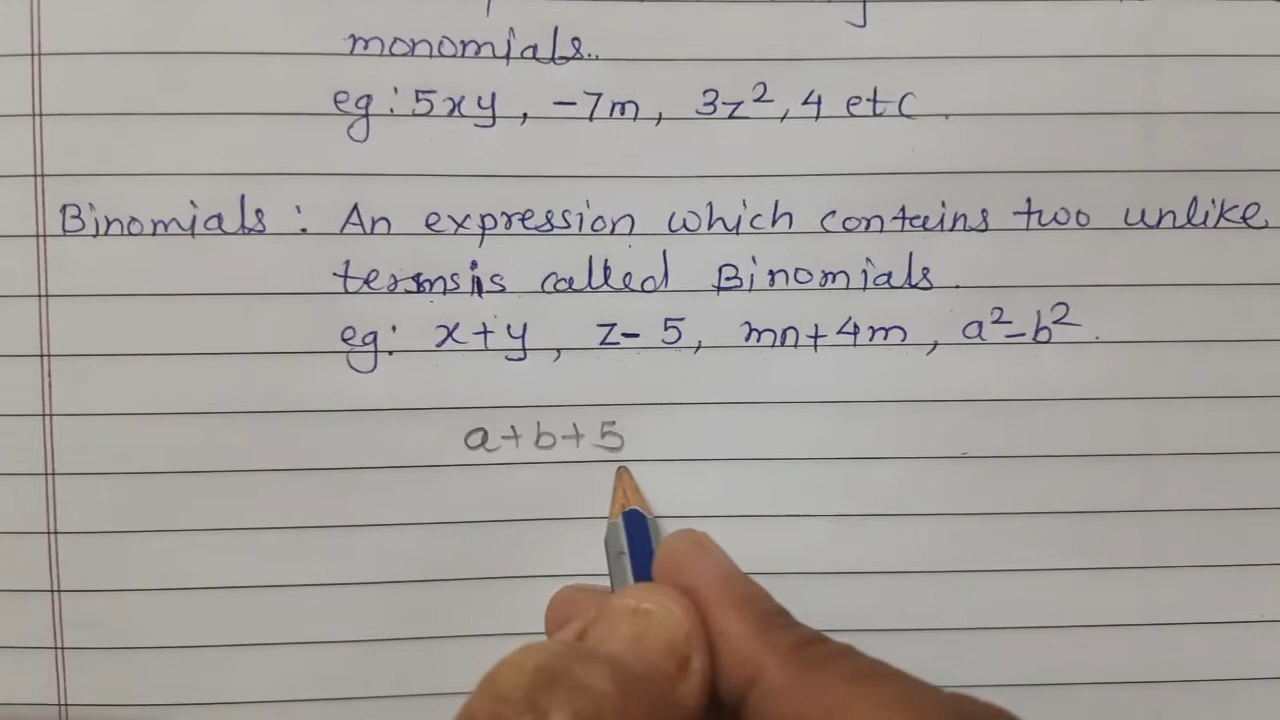 monomials..
eg: 5xy, -7m, 3z², 4 etc.
Binomials: An expression which contains two unlike
terms is called Binomials.
eg: x+y, z-5, mn+4m, a²-b².
a+b+5